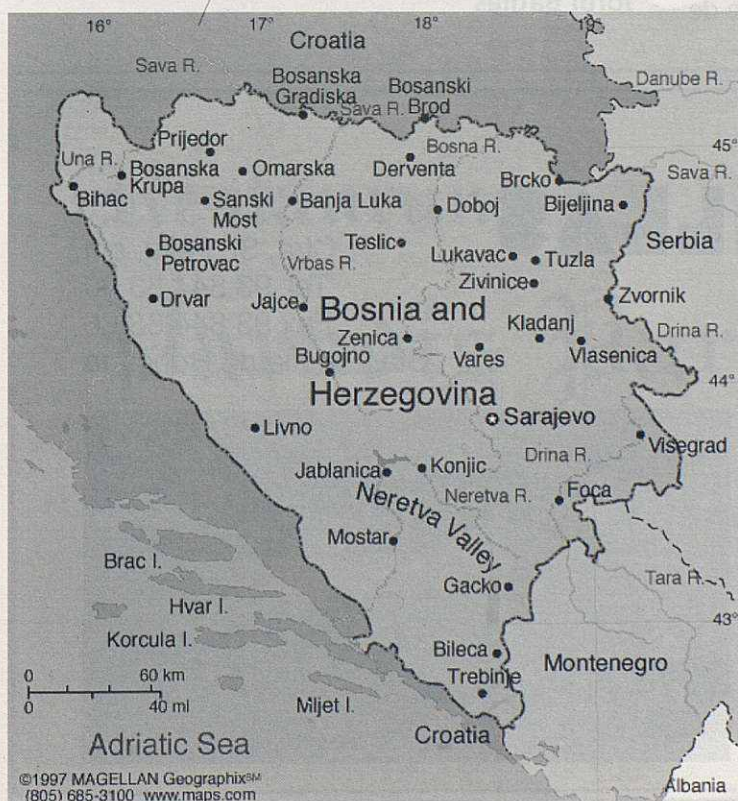 16° 17° 18° 19°
Croatia
Sava R.
Bosanska
Gradiska
Bosanski
Brod
Sava R.
Danube R.
Prijedor
Bosna R.
45°
Una R.
Bosanska
Krupa
Omarska
Derventa
Brcko
Sava R.
Bihac
Sanski
Most
Banja Luka
Doboj
Bijeljina
Bosanski
Petrovac
Teslic
Vrbas R.
Lukavac
Tuzla
Serbia
Zivinice
Drvar
Jajce
Bosnia and
Zvornik
Zenica
Kladanj
Drina R.
Bugojno
Vares
Vlasenica
44°
Herzegovina
Livno
Sarajevo
Visegrad
Drina R.
Jablanica
Konjic
Neretva R.
Foca
Neretva Valley
Mostar
Brac I.
Tara R.
Gacko
Hvar I.
43°
Korcula I.
Bileca
Montenegro
0 60 km
0 40 ml
Trebinje
Mljet I.
Adriatic Sea
Croatia
©1997 MAGELLAN Geographix℠
(805) 685-3100 www.maps.com
Albania